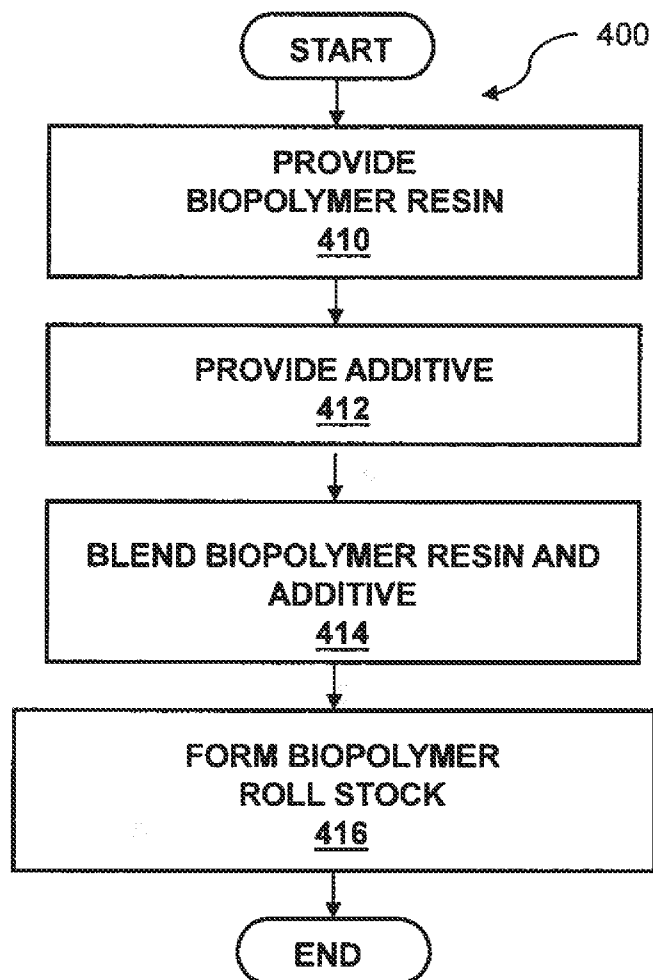 START
400
PROVIDE
BIOPOLYMER RESIN
410
PROVIDE ADDITIVE
412
BLEND BIOPOLYMER RESIN AND
ADDITIVE
414
FORM BIOPOLYMER
ROLL STOCK
416
END